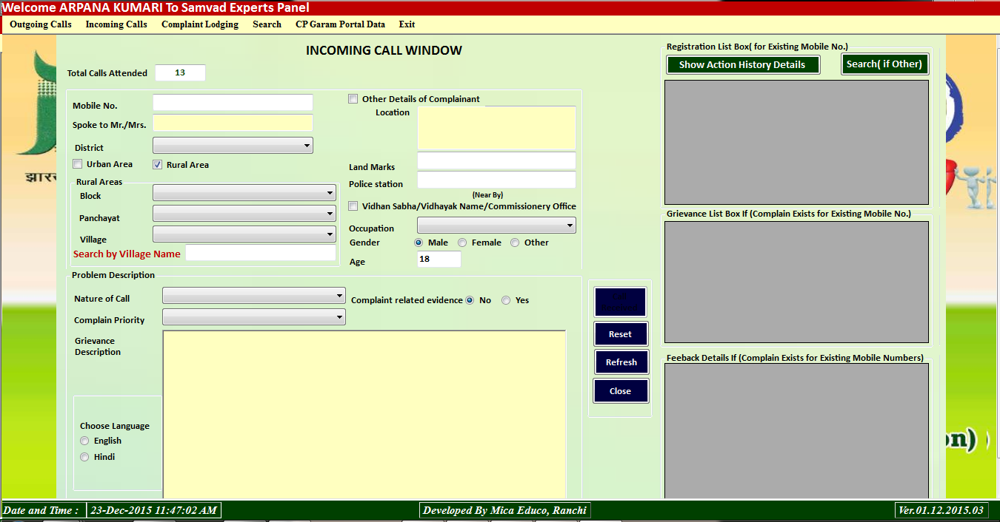 Welcome ARPANA KUMARI To Samvad Experts Panel
Outgoing Calls Incoming Calls Complaint Lodging Search CP Garam Portal Data Exit
INCOMING CALL WINDOW
Total Calls Attended 13
Mobile No.
Spoke to Mr./Mrs.
District
Urban Area Rural Area
Rural Areas
Block
Panchayat
Village
Search by Village Name
Other Details of Complainant
Location
Land Marks
Police station
(Near By)
Vidhan Sabha/Vidhayak Name/Commissionery Office
Occupation
Gender Male Female Other
Age 18
Problem Description
Nature of Call
Complaint related evidence No Yes
Complain Priority
Grievance
Description
Choose Language
English
Hindi
Reset
Refresh
Close
Registration List Box( for Existing Mobile No.)
Show Action History Details Search( if Other)
Grievance List Box If (Complain Exists for Existing Mobile No.)
Feeback Details If (Complain Exists for Existing Mobile Numbers)
झारख
on) )
Date and Time : 23-Dec-2015 11:47:02 AM Developed By Mica Educo, Ranchi Ver.01.12.2015.03